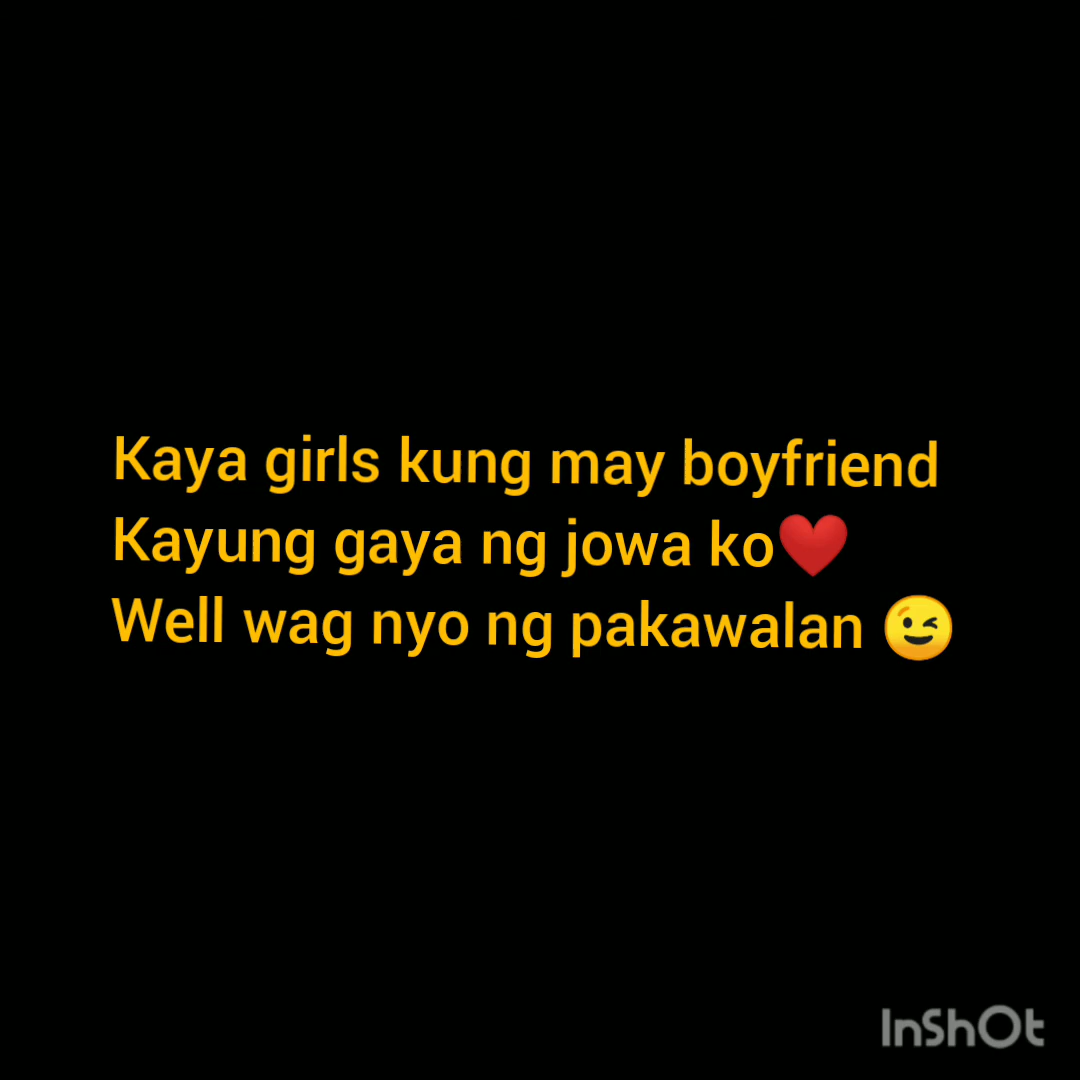 Kaya girls kung may boyfriend
Kayung gaya ng jowa ko❤️
Well wag nyo ng pakawalan 😉
InShOt